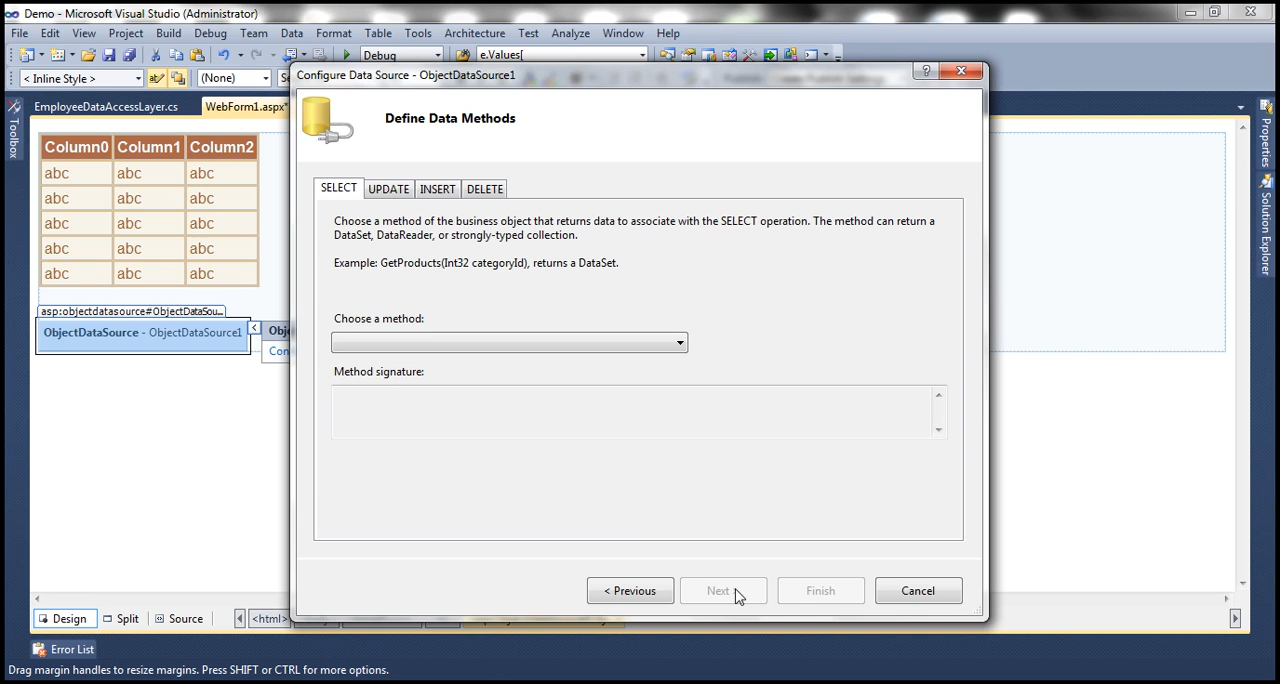 Demo - Microsoft Visual Studio (Administrator)
File Edit View Project Build Debug Team Data Format Table Tools Architecture Test Analyze Window Help
Debug e.Values[
< Inline Style > (None)
Configure Data Source - ObjectDataSource1
EmployeeDataAccessLayer.cs WebForm1.aspx*
Toolbox
Properties
Solution Explorer
Define Data Methods
Column0 Column1 Column2
abc abc abc
abc abc abc
abc abc abc
abc abc abc
abc abc abc
SELECT UPDATE INSERT DELETE
Choose a method of the business object that returns data to associate with the SELECT operation. The method can return a
DataSet, DataReader, or strongly-typed collection.
Example: GetProducts(Int32 categoryId), returns a DataSet.
asp:objectdatasource#ObjectDataSou...
ObjectDataSource - ObjectDataSource1
Obje
Con
Choose a method:
Method signature:
< Previous Next > Finish Cancel
Design Split Source <html>
Error List
Drag margin handles to resize margins. Press SHIFT or CTRL for more options.